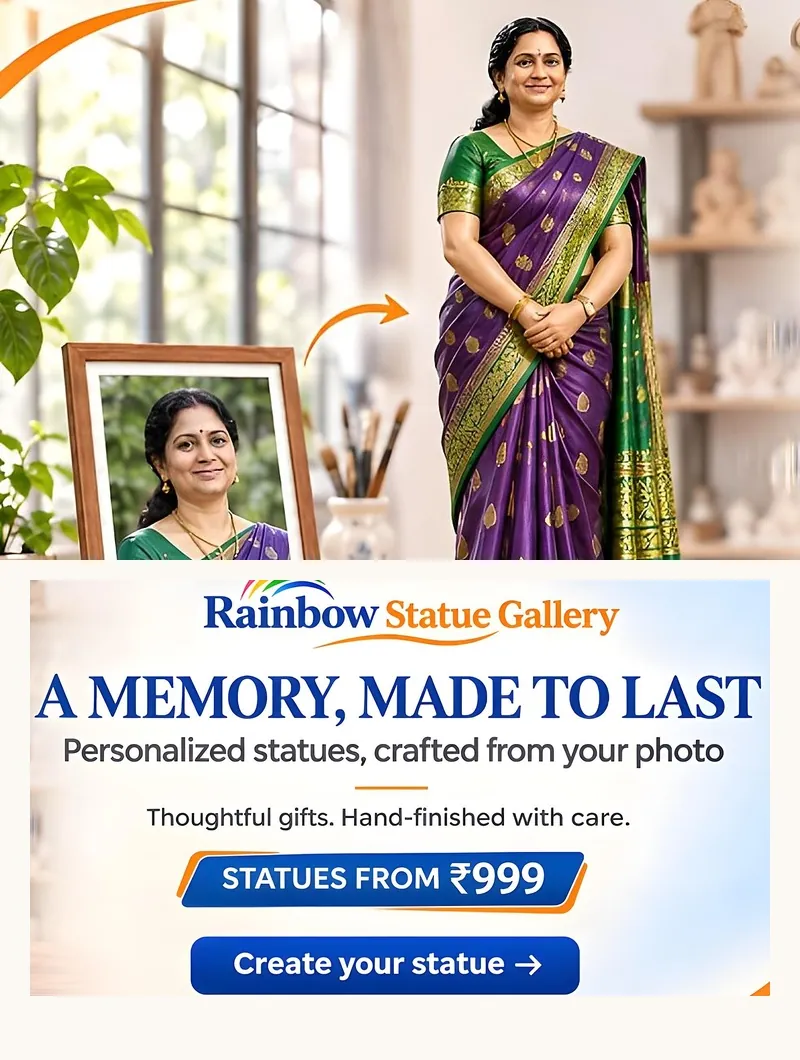 Rainbow Statue Gallery
A MEMORY, MADE TO LAST
Personalized statues, crafted from your photo
Thoughtful gifts. Hand-finished with care.
STATUES FROM ₹999
Create your statue →